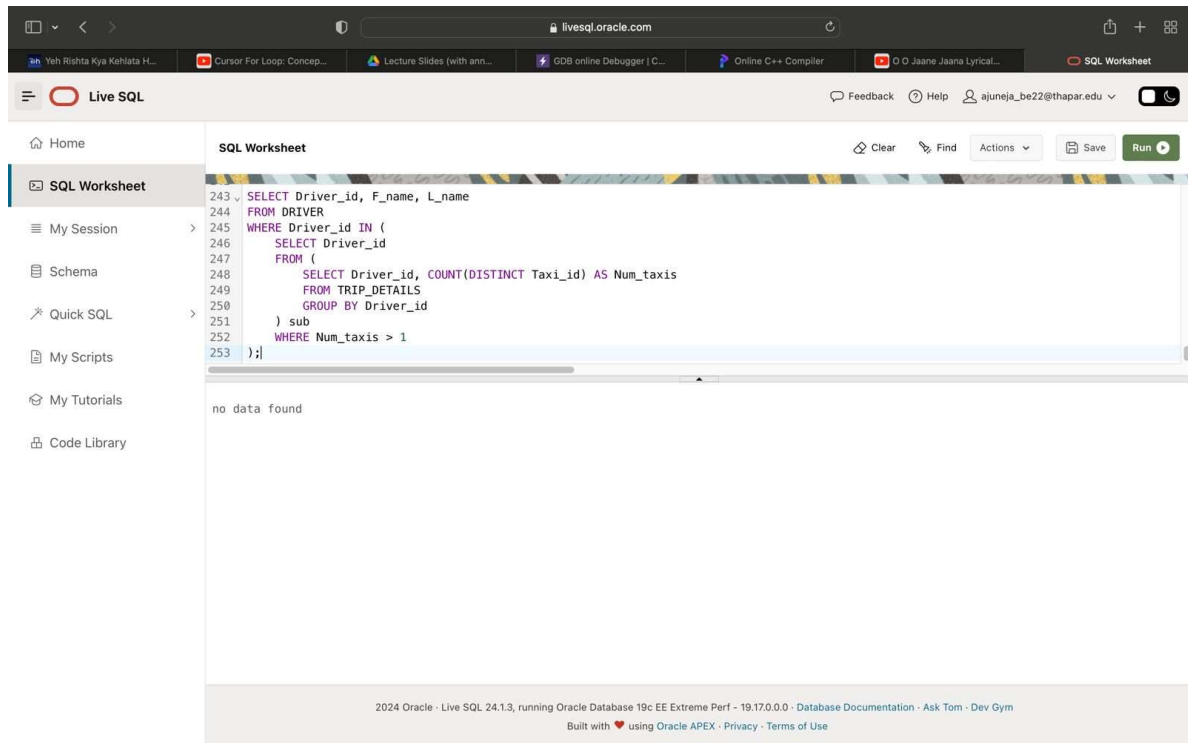 livesql.oracle.com
Yeh Rishta Kya Kehlata H...
Cursor For Loop: Concep...
Lecture Slides (with ann...
GDB online Debugger | C...
Online C++ Compiler
O O Jaane Jaana Lyrical...
SQL Worksheet
Live SQL
Feedback
Help
ajuneja_be22@thapar.edu
Home
SQL Worksheet
My Session
Schema
Quick SQL
My Scripts
My Tutorials
Code Library
SQL Worksheet
Clear
Find
Actions
Save
Run
243 SELECT Driver_id, F_name, L_name
244 FROM DRIVER
245 WHERE Driver_id IN (
246 SELECT Driver_id
247 FROM (
248 SELECT Driver_id, COUNT(DISTINCT Taxi_id) AS Num_taxis
249 FROM TRIP_DETAILS
250 GROUP BY Driver_id
251 ) sub
252 WHERE Num_taxis > 1
253 );
no data found
2024 Oracle · Live SQL 24.1.3, running Oracle Database 19c EE Extreme Perf - 19.17.0.0.0 · Database Documentation · Ask Tom · Dev Gym
Built with ❤ using Oracle APEX · Privacy · Terms of Use